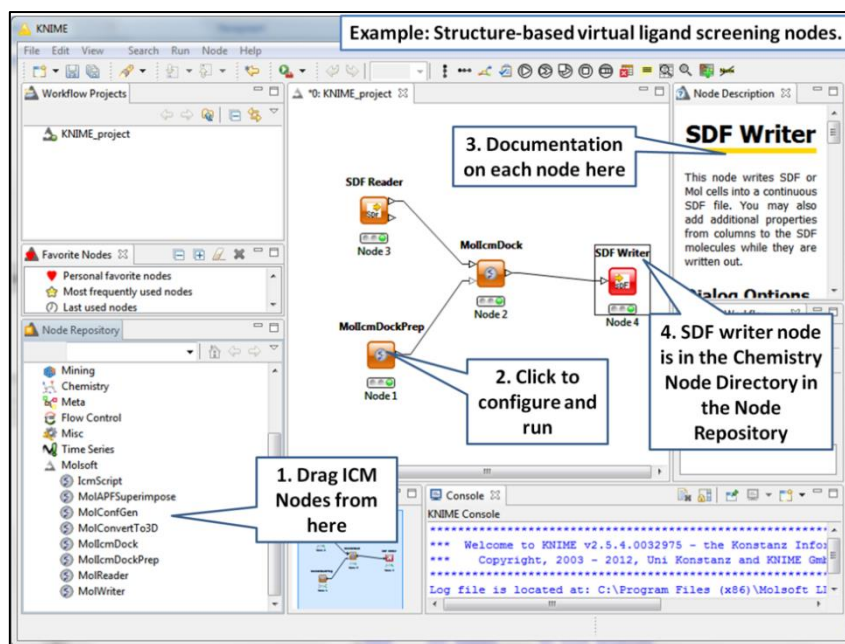 KNIME
Example: Structure-based virtual ligand screening nodes.
File Edit View Search Run Node Help
Workflow Projects
KNIME_project
Favorite Nodes
Personal favorite nodes
Most frequently used nodes
Last used nodes
Node Repository
Mining
Chemistry
Meta
Flow Control
Misc
Time Series
Molsoft
IcmScript
MolAPFSuperimpose
MolConfGen
MolConvertTo3D
MolIcmDock
MolIcmDockPrep
MolReader
MolWriter
1. Drag ICM
Nodes from
here
*0: KNIME_project
SDF Reader
SDF
Node 3
MolIcmDock
Node 2
SDF Writer
SDF
Node 4
MolIcmDockPrep
Node 1
2. Click to
configure and
run
3. Documentation
on each node here
Node Description
SDF Writer
This node writes SDF or
Mol cells into a continuous
SDF file. You may also
add additional properties
from columns to the SDF
molecules while they are
written out.
Dialog Options
4. SDF writer node
is in the Chemistry
Node Directory in
the Node
Repository
Console
KNIME Console
*** Welcome to KNIME v2.5.4.0032975 - the Konstanz Infor
*** Copyright, 2003 - 2012, Uni Konstanz and KNIME Gmb
Log file is located at: C:\Program Files (x86)\Molsoft LL